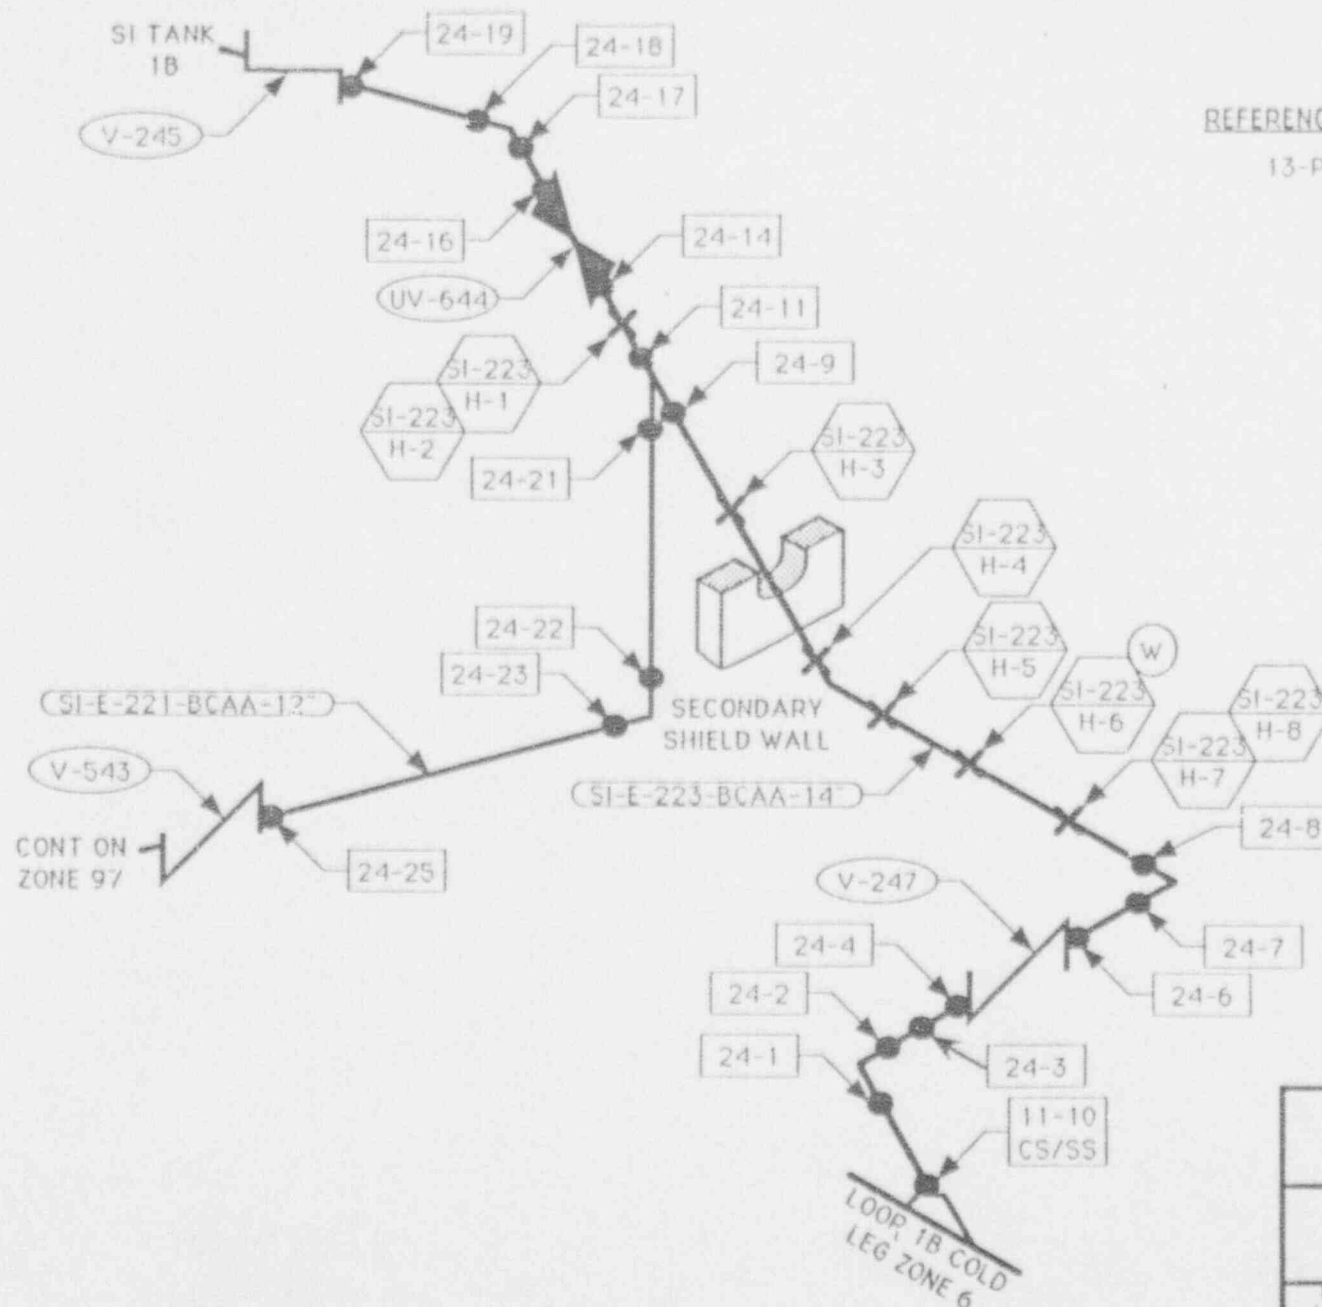 SI TANK
1B
24-19
24-18
24-17
V-245
24-16
24-14
UV-644
24-11
24-9
SI-223
H-1
SI-223
H-2
24-21
SI-223
H-3
SI-223
H-4
SI-223
H-5
W
SI-223
H-6
SI-223
H-8
SI-223
H-7
24-22
24-23
SECONDARY
SHIELD WALL
SI-E-221-BCAA-12"
SI-E-223-BCAA-14"
V-543
CONT ON
ZONE 97
24-25
24-8
V-247
24-7
24-4
24-6
24-2
24-3
24-1
11-10
CS/SS
LOOP 1B COLD
LEG ZONE 6